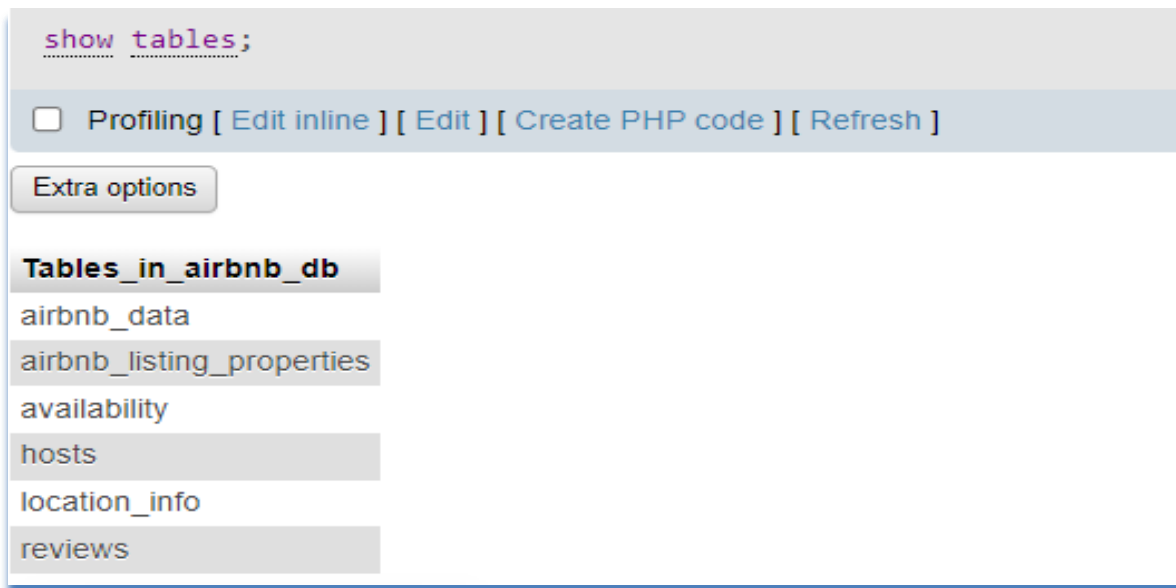 show tables;
Profiling [ Edit inline ] [ Edit ] [ Create PHP code ] [ Refresh ]
Extra options
Tables_in_airbnb_db
airbnb_data
airbnb_listing_properties
availability
hosts
location_info
reviews